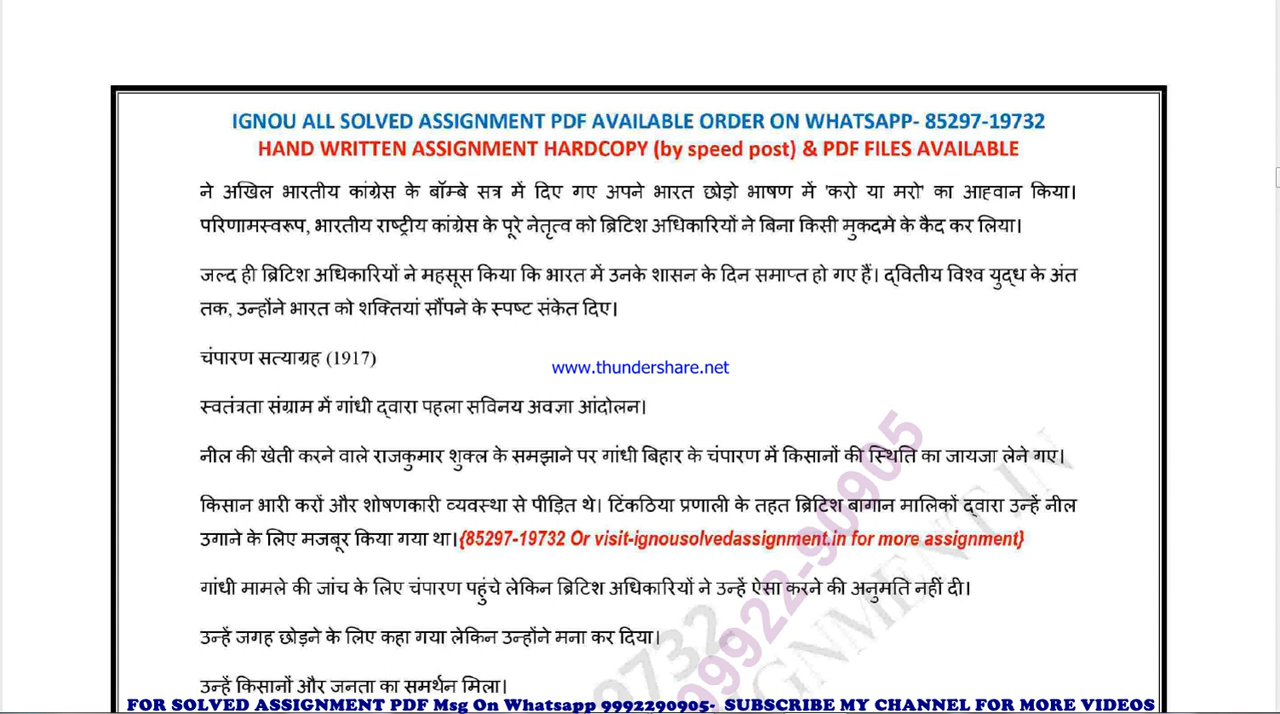 IGNOU ALL SOLVED ASSIGNMENT PDF AVAILABLE ORDER ON WHATSAPP- 85297-19732
HAND WRITTEN ASSIGNMENT HARDCOPY (by speed post) & PDF FILES AVAILABLE
ने अखिल भारतीय कांग्रेस के बॉम्बे सत्र में दिए गए अपने भारत छोड़ो भाषण में 'करो या मरो' का आह्वान किया।
परिणामस्वरूप, भारतीय राष्ट्रीय कांग्रेस के पूरे नेतृत्व को ब्रिटिश अधिकारियों ने बिना किसी मुकदमे के कैद कर लिया।
जल्द ही ब्रिटिश अधिकारियों ने महसूस किया कि भारत में उनके शासन के दिन समाप्त हो गए हैं। द्वितीय विश्व युद्ध के अंत
तक, उन्होंने भारत को शक्तियां सौंपने के स्पष्ट संकेत दिए।
चंपारण सत्याग्रह (1917)
www.thundershare.net
स्वतंत्रता संग्राम में गांधी द्वारा पहला सविनय अवज्ञा आंदोलन।
नील की खेती करने वाले राजकुमार शुक्ल के समझाने पर गांधी बिहार के चंपारण में किसानों की स्थिति का जायजा लेने गए।
किसान भारी करों और शोषणकारी व्यवस्था से पीड़ित थे। टिंकठिया प्रणाली के तहत ब्रिटिश बागान मालिकों द्वारा उन्हें नील
उगाने के लिए मजबूर किया गया था।{85297-19732 Or visit-ignousolvedassignment.in for more assignment}
गांधी मामले की जांच के लिए चंपारण पहुंचे लेकिन ब्रिटिश अधिकारियों ने उन्हें ऐसा करने की अनुमति नहीं दी।
उन्हें जगह छोड़ने के लिए कहा गया लेकिन उन्होंने मना कर दिया।
उन्हें किसानों और जनता का समर्थन मिला।
9732
99922-90905
IGNMENT.IN
FOR SOLVED ASSIGNMENT PDF Msg On Whatsapp 9992290905- SUBSCRIBE MY CHANNEL FOR MORE VIDEOS